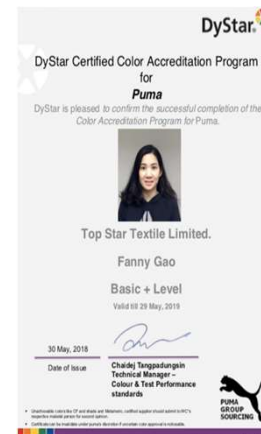 DyStar
DyStar Certified Color Accreditation Program
for
Puma
DyStar is pleased to confirm the successful completion of the
Color Accreditation Program for Puma.
Top Star Textile Limited.
Fanny Gao
Basic + Level
Valid till 29 May, 2019
30 May, 2018
Date of Issue
Chaidej Tangpadungsin
Technical Manager –
Colour & Test Performance
standards
PUMA
GROUP
SOURCING